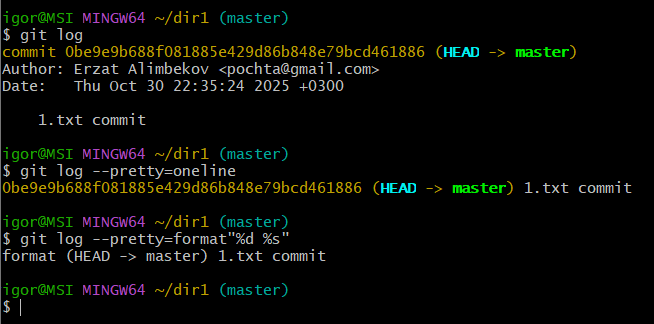 igor@MSI MINGW64 ~/dir1 (master)
$ git log
commit 0be9e9b688f081885e429d86b848e79bcd461886 (HEAD -> master)
Author: Erzat Alimbekov <pochta@gmail.com>
Date:   Thu Oct 30 22:35:24 2025 +0300
    1.txt commit
igor@MSI MINGW64 ~/dir1 (master)
$ git log --pretty=oneline
0be9e9b688f081885e429d86b848e79bcd461886 (HEAD -> master) 1.txt commit
igor@MSI MINGW64 ~/dir1 (master)
$ git log --pretty=format"%d %s"
format (HEAD -> master) 1.txt commit
igor@MSI MINGW64 ~/dir1 (master)
$